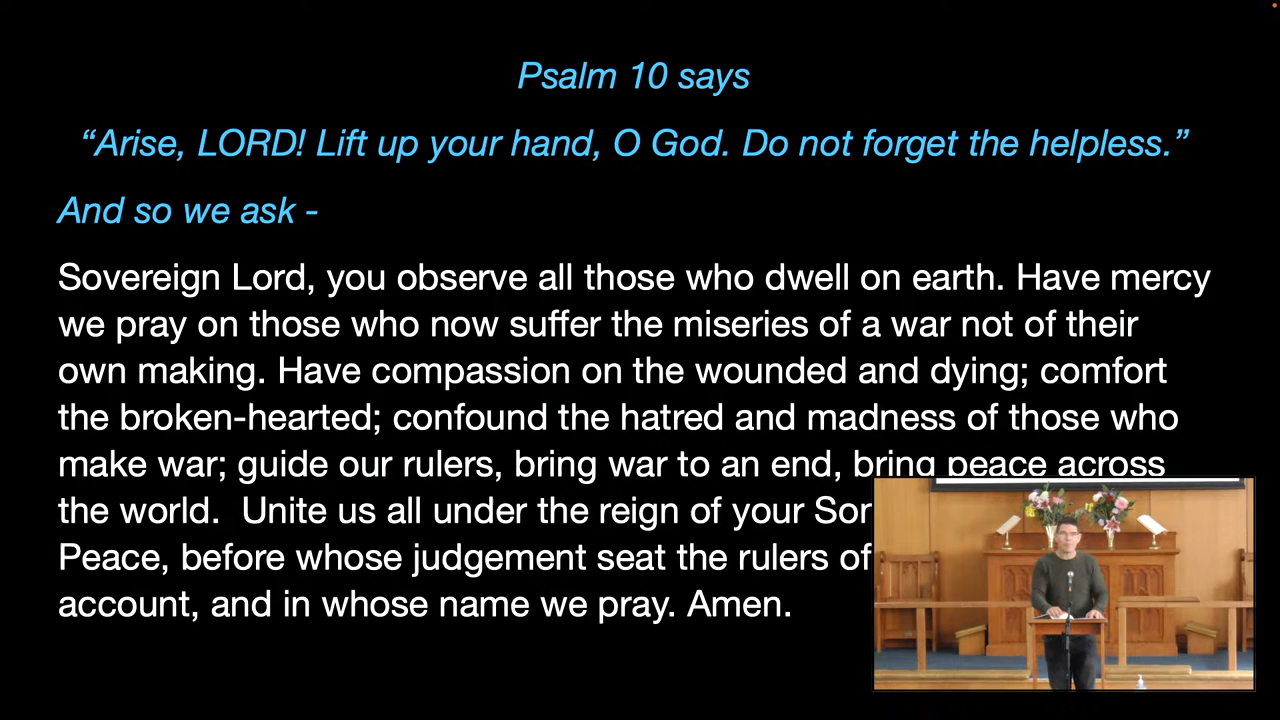 Psalm 10 says
“Arise, LORD! Lift up your hand, O God. Do not forget the helpless.”
And so we ask -
Sovereign Lord, you observe all those who dwell on earth. Have mercy
we pray on those who now suffer the miseries of a war not of their
own making. Have compassion on the wounded and dying; comfort
the broken-hearted; confound the hatred and madness of those who
make war; guide our rulers, bring war to an end, bring peace across
the world.  Unite us all under the reign of your
Peace, before whose judgement seat the rulers of
account, and in whose name we pray. Amen.